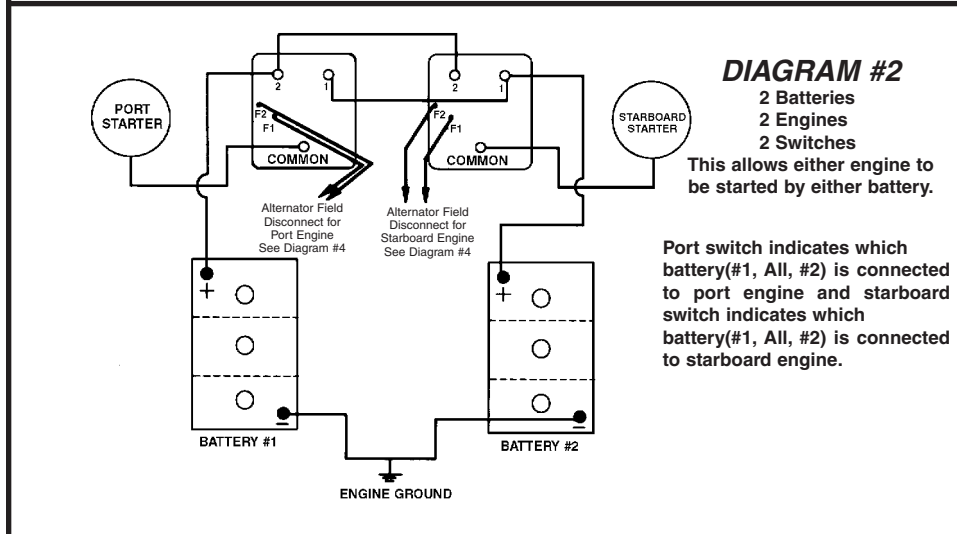 DIAGRAM #2
2 Batteries
2 Engines
2 Switches
This allows either engine to
be started by either battery.
Port switch indicates which
battery(#1, All, #2) is connected
to port engine and starboard
switch indicates which
battery(#1, All, #2) is connected
to starboard engine.
PORT
STARTER
2
1
F2
F1
COMMON
2
1
F2
F1
COMMON
STARBOARD
STARTER
Alternator Field
Disconnect for
Port Engine
See Diagram #4
Alternator Field
Disconnect for
Starboard Engine
See Diagram #4
+
–
BATTERY #1
+
–
BATTERY #2
ENGINE GROUND